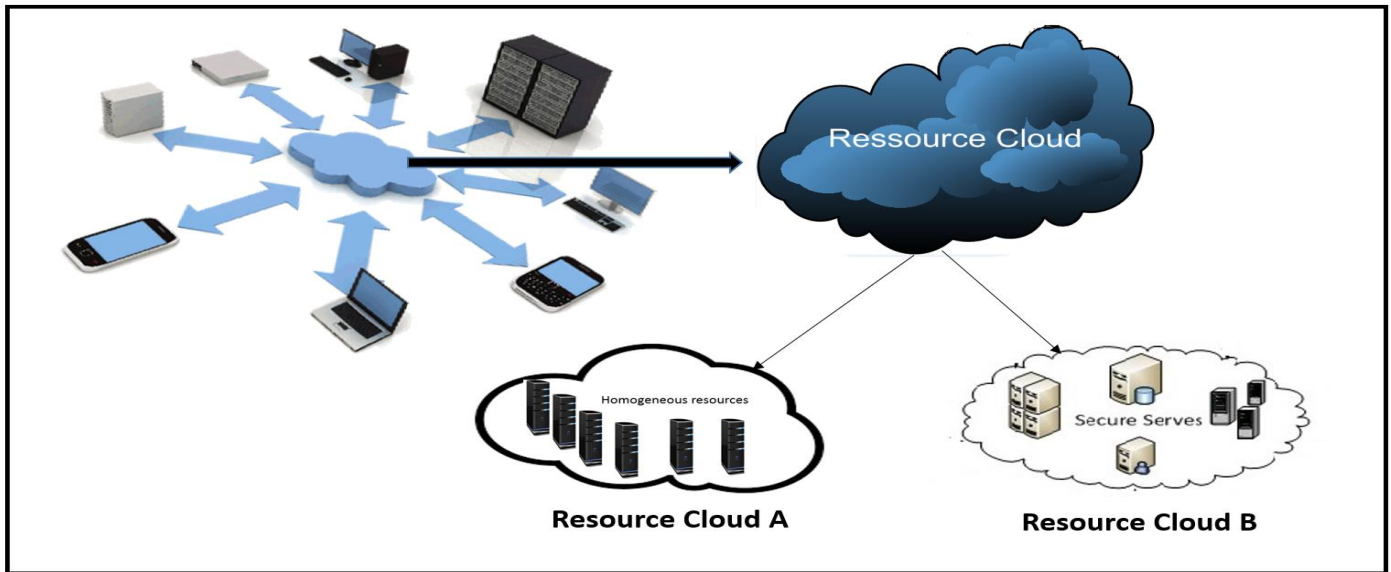 Ressource Cloud
Homogeneous resources
Secure Serves
Resource Cloud A
Resource Cloud B